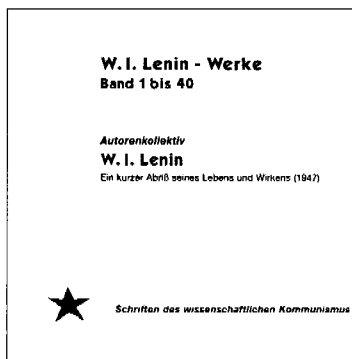 W. I. Lenin - Werke
Band 1 bis 40
Autorenkollektiv
W. I. Lenin
Ein kurzer Abriß seines Lebens und Wirkens (1947)
Schriften des wissenschaftlichen Kommunismus